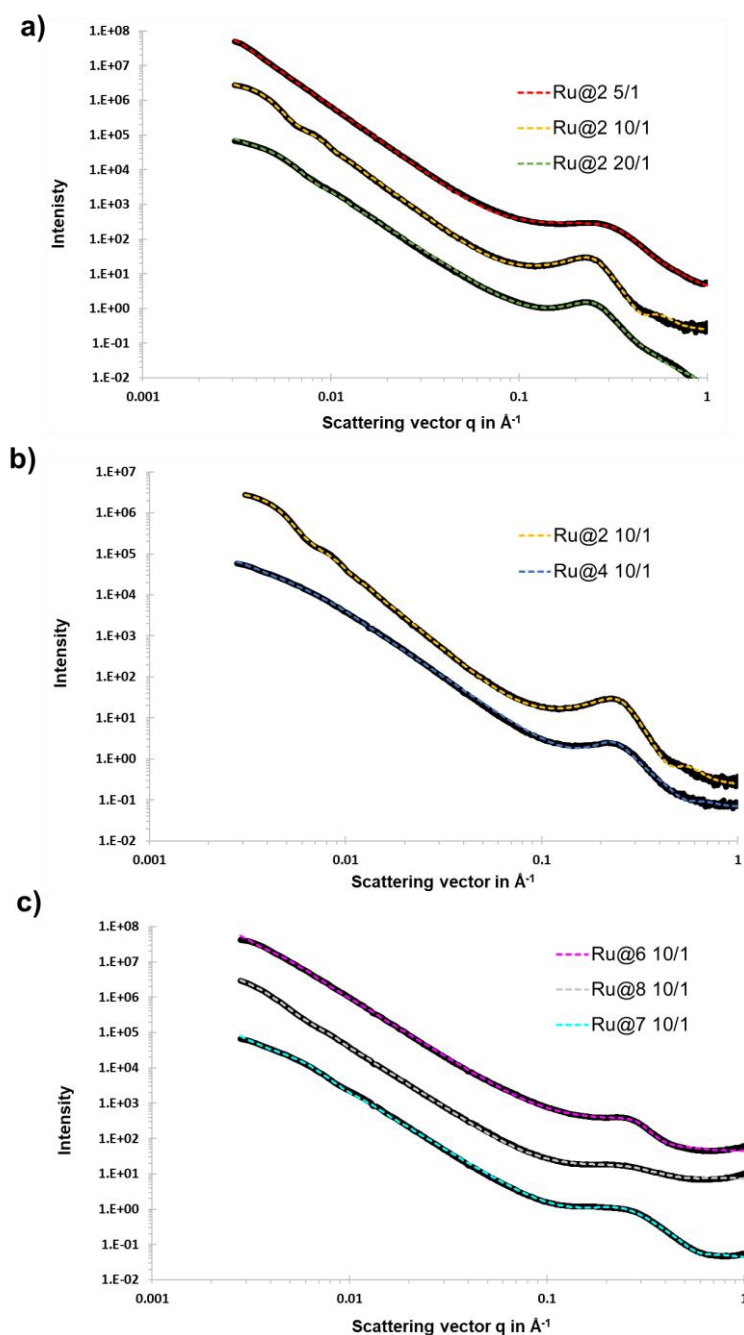 a)
1.E+08
1.E+07
1.E+06
1.E+05
1.E+04
1.E+03
1.E+02
1.E+01
1.E+00
1.E-01
1.E-02
Intenisty
Ru@2 5/1
Ru@2 10/1
Ru@2 20/1
0.001
0.01
0.1
1
Scattering vector q in Å-1
b)
1.E+07
1.E+06
1.E+05
1.E+04
1.E+03
1.E+02
1.E+01
1.E+00
1.E-01
1.E-02
Intensity
Ru@2 10/1
Ru@4 10/1
0.001
0.01
0.1
1
Scattering vector in Å-1
c)
1.E+08
1.E+07
1.E+06
1.E+05
1.E+04
1.E+03
1.E+02
1.E+01
1.E+00
1.E-01
1.E-02
Intensity
Ru@6 10/1
Ru@8 10/1
Ru@7 10/1
0.001
0.01
0.1
1
Scattering vector q in Å-1